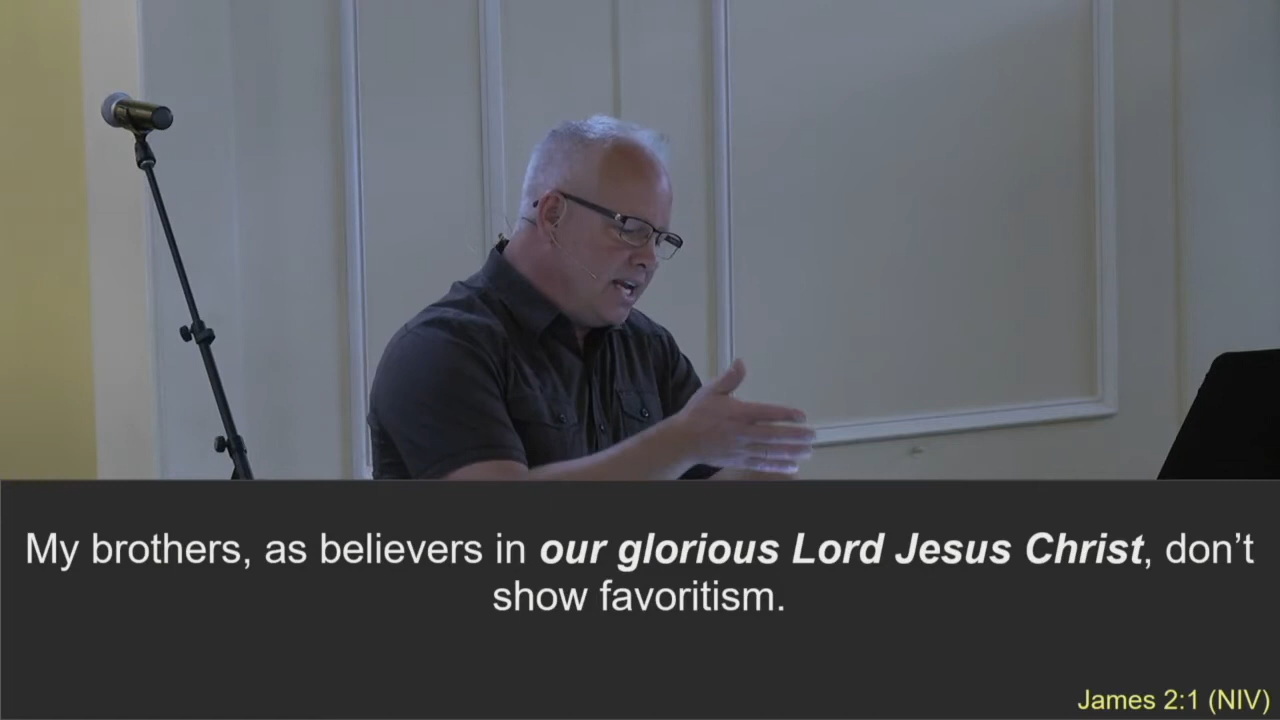 My brothers, as believers in our glorious Lord Jesus Christ, don’t
show favoritism.
James 2:1 (NIV)